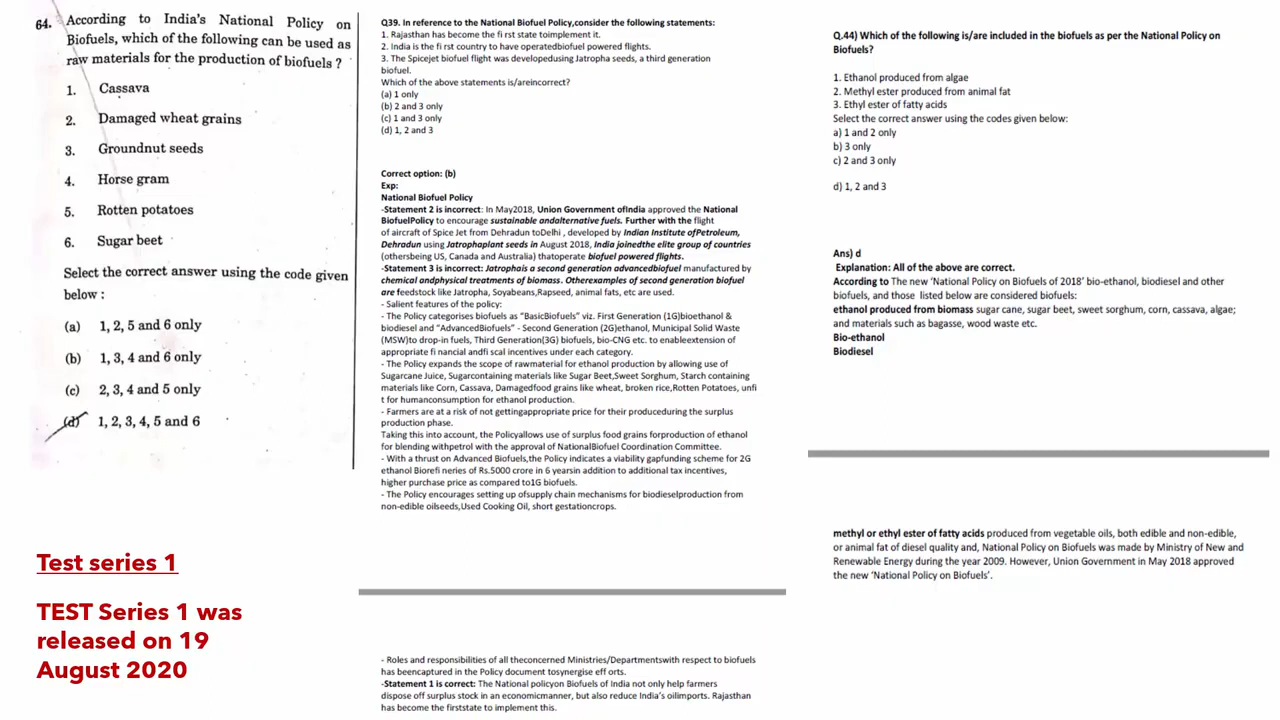 64. According to India's National Policy on
Biofuels, which of the following can be used as
raw materials for the production of biofuels ?
1. Cassava
2. Damaged wheat grains
3. Groundnut seeds
4. Horse gram
5. Rotten potatoes
6. Sugar beet
Select the correct answer using the code given
below :
(a) 1, 2, 5 and 6 only
(b) 1, 3, 4 and 6 only
(c) 2, 3, 4 and 5 only
(d) 1, 2, 3, 4, 5 and 6
Test series 1
TEST Series 1 was
released on 19
August 2020
Q39. In reference to the National Biofuel Policy,consider the following statements:
1. Rajasthan has become the fi rst state toimplement it.
2. India is the fi rst country to have operatedbiofuel powered flights.
3. The Spicejet biofuel flight was developedusing Jatropha seeds, a third generation
biofuel.
Which of the above statements is/areincorrect?
(a) 1 only
(b) 2 and 3 only
(c) 1 and 3 only
(d) 1, 2 and 3
Correct option: (b)
Exp:
National Biofuel Policy
-Statement 2 is incorrect: In May2018, Union Government ofIndia approved the National
BiofuelPolicy to encourage sustainable andalternative fuels. Further with the flight
of aircraft of Spice Jet from Dehradun toDelhi , developed by Indian Institute ofPetroleum,
Dehradun using Jatrophaplant seeds in August 2018, India joinedthe elite group of countries
(othersbeing US, Canada and Australia) thatoperate biofuel powered flights.
-Statement 3 is incorrect: Jatrophais a second generation advancedbiofuel manufactured by
chemical andphysical treatments of biomass. Otherexamples of second generation biofuel
are feedstock like Jatropha, Soyabeans,Rapseed, animal fats, etc are used.
- Salient features of the policy:
- The Policy categorises biofuels as "BasicBiofuels" viz. First Generation (1G)bioethanol &
biodiesel and "AdvancedBiofuels" - Second Generation (2G)ethanol, Municipal Solid Waste
(MSW)to drop-in fuels, Third Generation(3G) biofuels, bio-CNG etc. to enableextension of
appropriate fi nancial andfi scal incentives under each category.
- The Policy expands the scope of rawmaterial for ethanol production by allowing use of
Sugarcane Juice, Sugarcontaining materials like Sugar Beet,Sweet Sorghum, Starch containing
materials like Corn, Cassava, Damagedfood grains like wheat, broken rice,Rotten Potatoes, unfi
t for humanconsumption for ethanol production.
- Farmers are at a risk of not gettingappropriate price for their produceduring the surplus
production phase.
Taking this into account, the Policyallows use of surplus food grains forproduction of ethanol
for blending withpetrol with the approval of NationalBiofuel Coordination Committee.
- With a thrust on Advanced Biofuels,the Policy indicates a viability gapfunding scheme for 2G
ethanol Biorefi neries of Rs.5000 crore in 6 yearsin addition to additional tax incentives,
higher purchase price as compared to1G biofuels.
- The Policy encourages setting up ofsupply chain mechanisms for biodieselproduction from
non-edible oilseeds,Used Cooking Oil, short gestationcrops.
- Roles and responsibilities of all theconcerned Ministries/Departmentswith respect to biofuels
has beencaptured in the Policy document tosynergise eff orts.
-Statement 1 is correct: The National policyon Biofuels of India not only help farmers
dispose off surplus stock in an economicmanner, but also reduce India's oilimports. Rajasthan
has become the firststate to implement this.
Q.44) Which of the following is/are included in the biofuels as per the National Policy on
Biofuels?
1. Ethanol produced from algae
2. Methyl ester produced from animal fat
3. Ethyl ester of fatty acids
Select the correct answer using the codes given below:
a) 1 and 2 only
b) 3 only
c) 2 and 3 only
d) 1, 2 and 3
Ans) d
Explanation: All of the above are correct.
According to The new 'National Policy on Biofuels of 2018' bio-ethanol, biodiesel and other
biofuels, and those listed below are considered biofuels:
ethanol produced from biomass sugar cane, sugar beet, sweet sorghum, corn, cassava, algae;
and materials such as bagasse, wood waste etc.
Bio-ethanol
Biodiesel
methyl or ethyl ester of fatty acids produced from vegetable oils, both edible and non-edible,
or animal fat of diesel quality and, National Policy on Biofuels was made by Ministry of New and
Renewable Energy during the year 2009. However, Union Government in May 2018 approved
the new 'National Policy on Biofuels'.